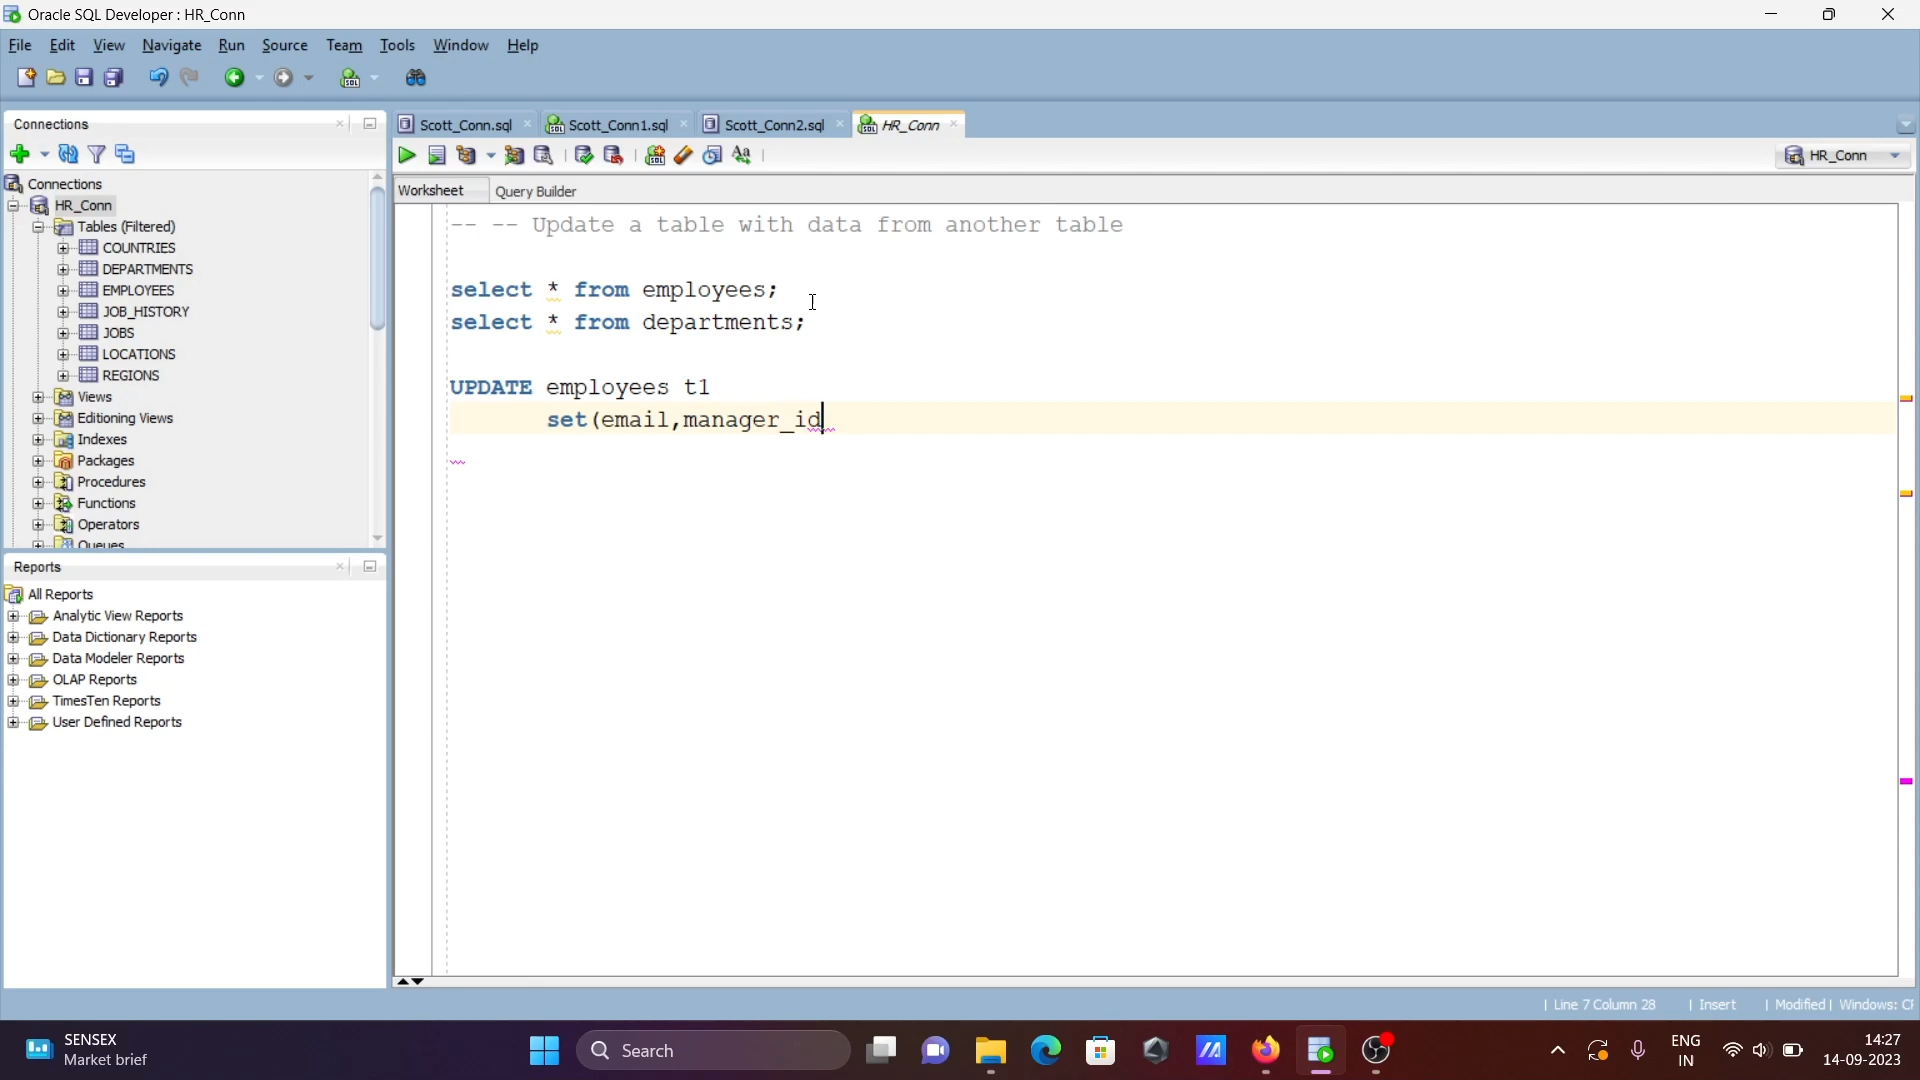 Oracle SQL Developer : HR_Conn
File Edit View Navigate Run Source Team Tools Window Help
Connections
Scott_Conn.sql Scott_Conn1.sql Scott_Conn2.sql HR_Conn
HR_Conn
Worksheet Query Builder
Connections
HR_Conn
Tables (Filtered)
COUNTRIES
DEPARTMENTS
EMPLOYEES
JOB_HISTORY
JOBS
LOCATIONS
REGIONS
Views
Editioning Views
Indexes
Packages
Procedures
Functions
Operators
Queues
-- -- Update a table with data from another table
select * from employees;
select * from departments;
UPDATE employees t1
set(email,manager_id
Reports
All Reports
Analytic View Reports
Data Dictionary Reports
Data Modeler Reports
OLAP Reports
TimesTen Reports
User Defined Reports
Line 7 Column 28 | Insert | Modified | Windows: CF
SENSEX
Market brief
Search
ENG
IN
14:27
14-09-2023